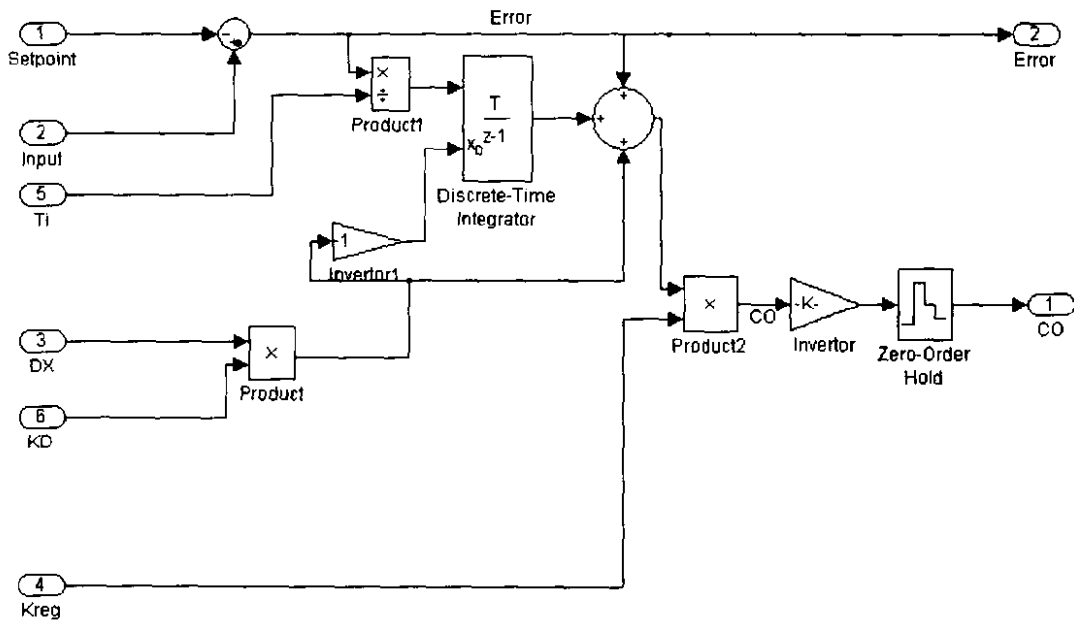 Error
1
Setpoint
-
+
2
Error
×
÷
Product1
T
z-1
x0
Discrete-Time
Integrator
+
+
+
2
Input
5
Ti
-1
Invertor1
3
DX
×
Product
6
KD
×
Product2
CO
-K-
Invertor
Zero-Order
Hold
1
CO
4
Kreg